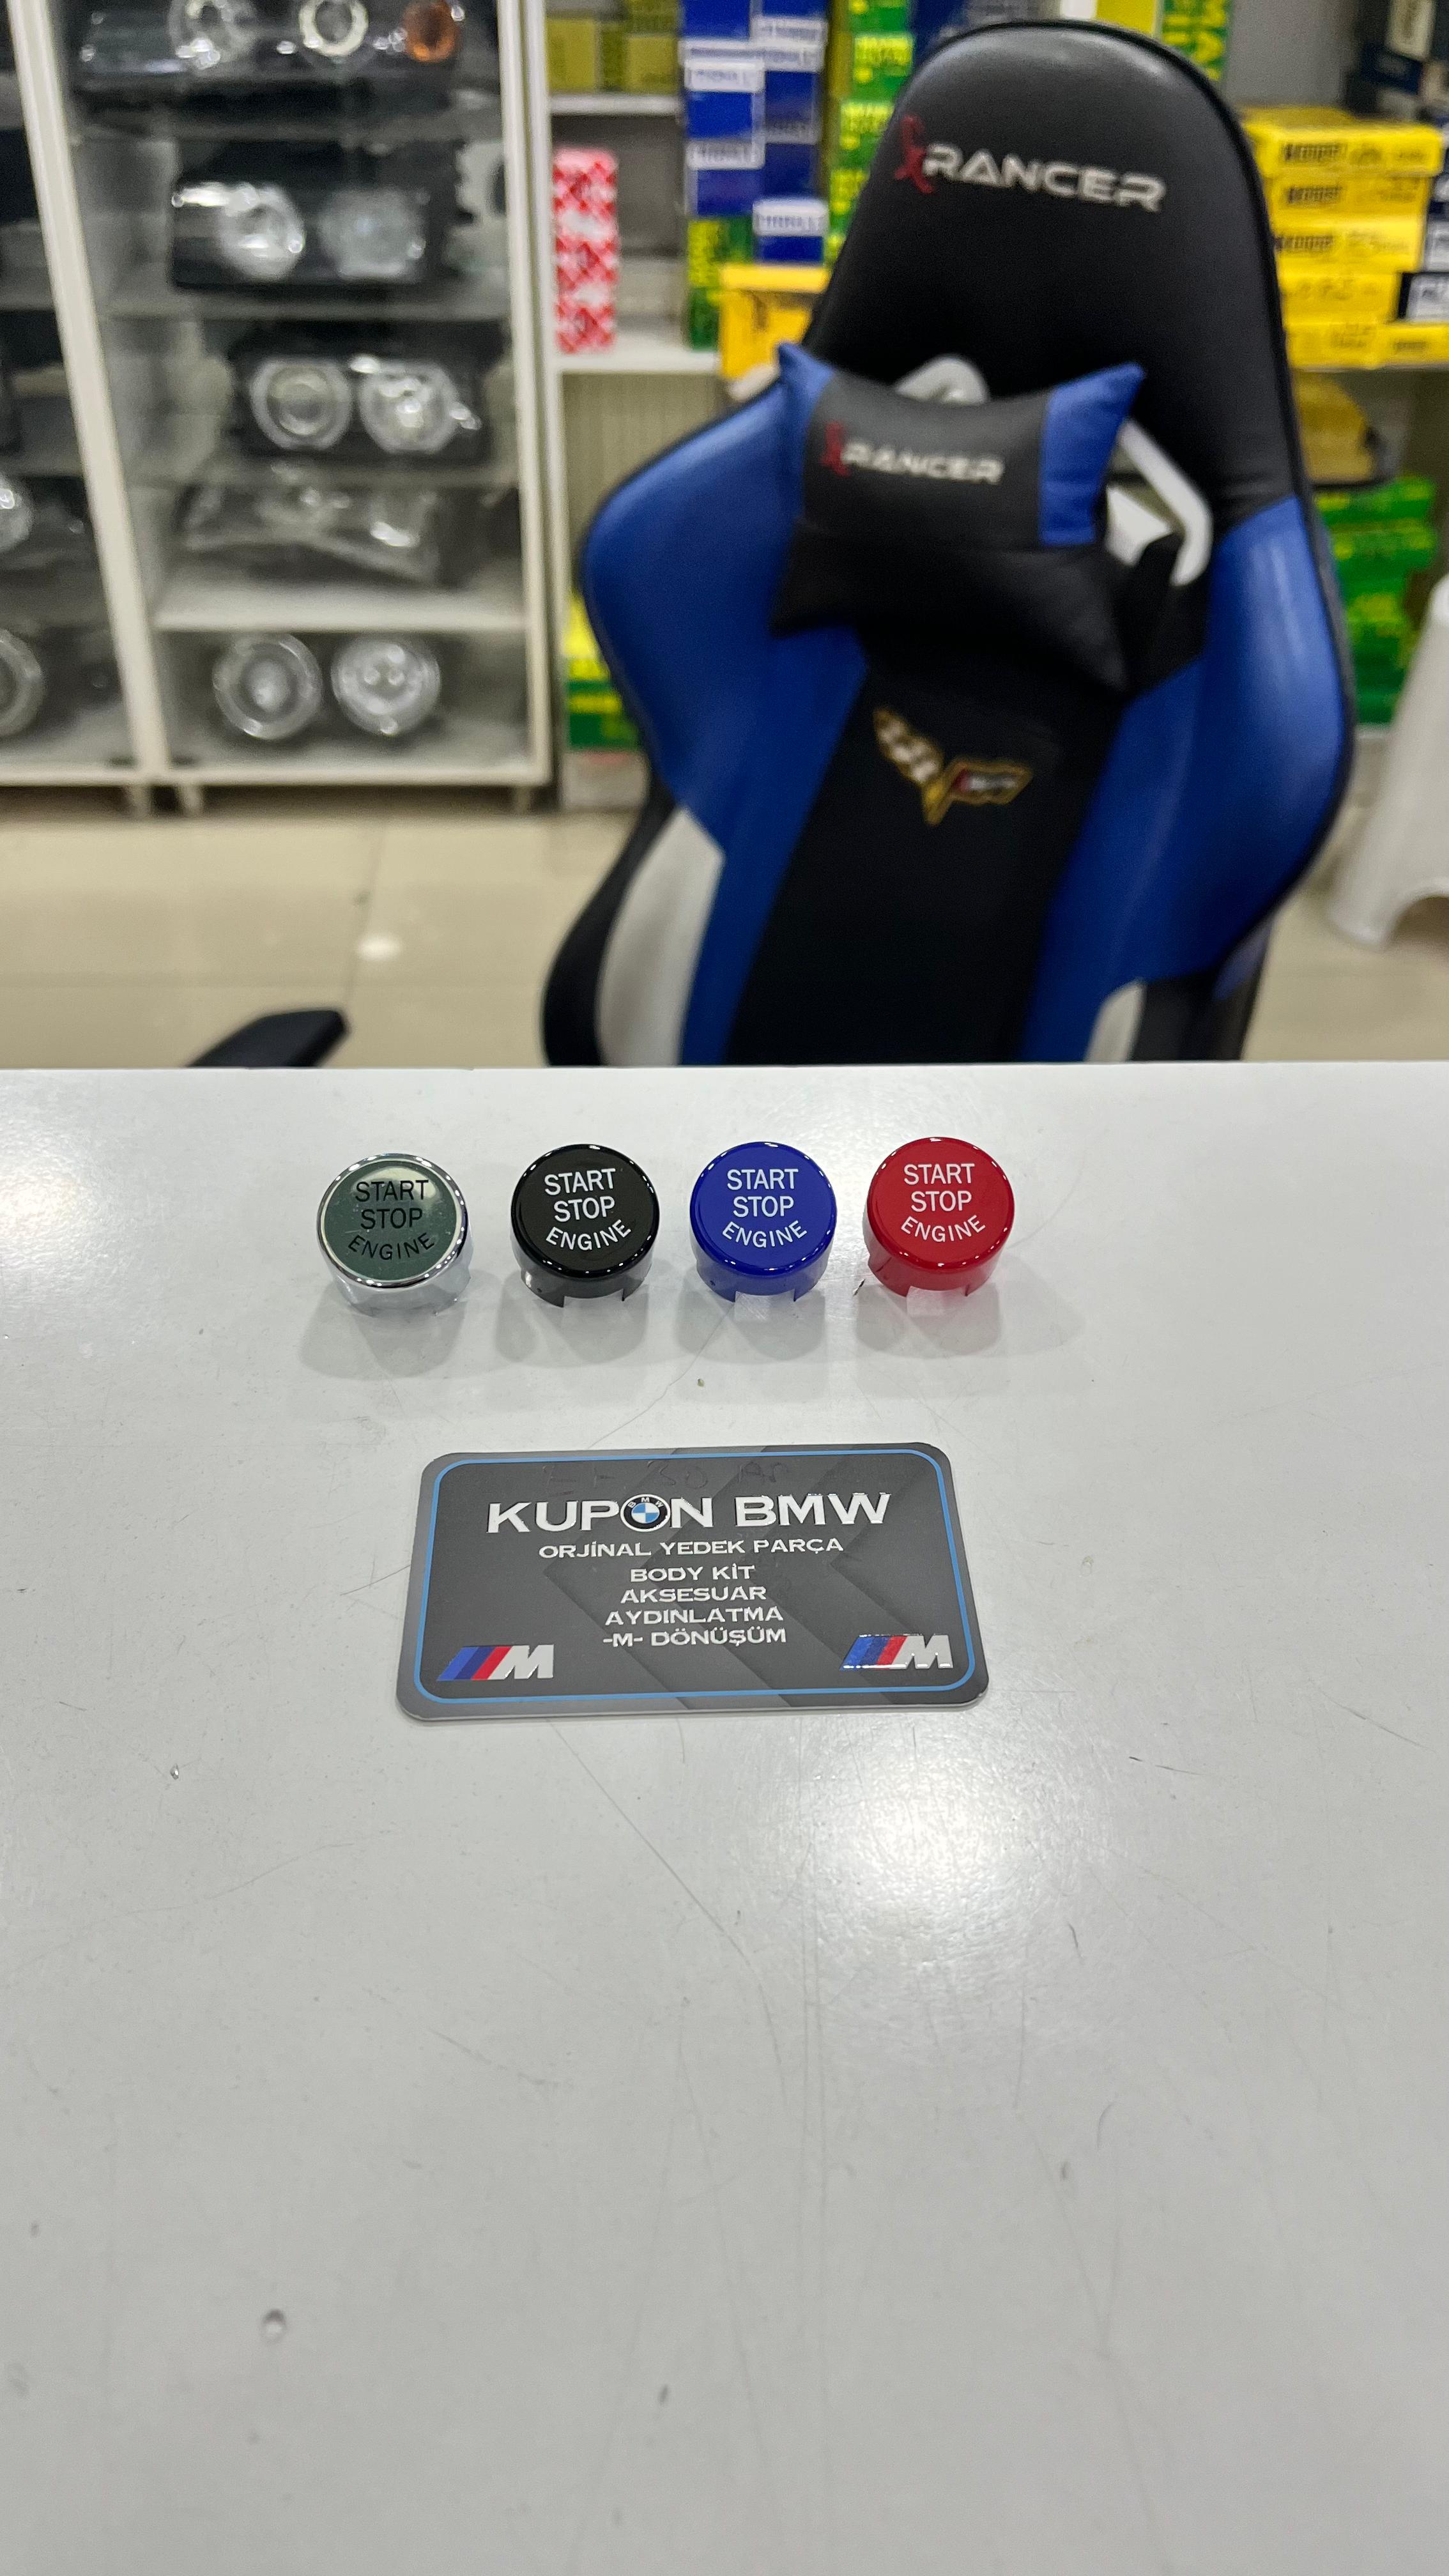 RANCER
RANCER
START
STOP
ENGINE
START
STOP
ENGINE
START
STOP
ENGINE
START
STOP
ENGINE
KUPON BMW
ORJİNAL YEDEK PARÇA
BODY KİT
AKSESUAR
AYDINLATMA
-M- DÖNÜŞÜM
M
M